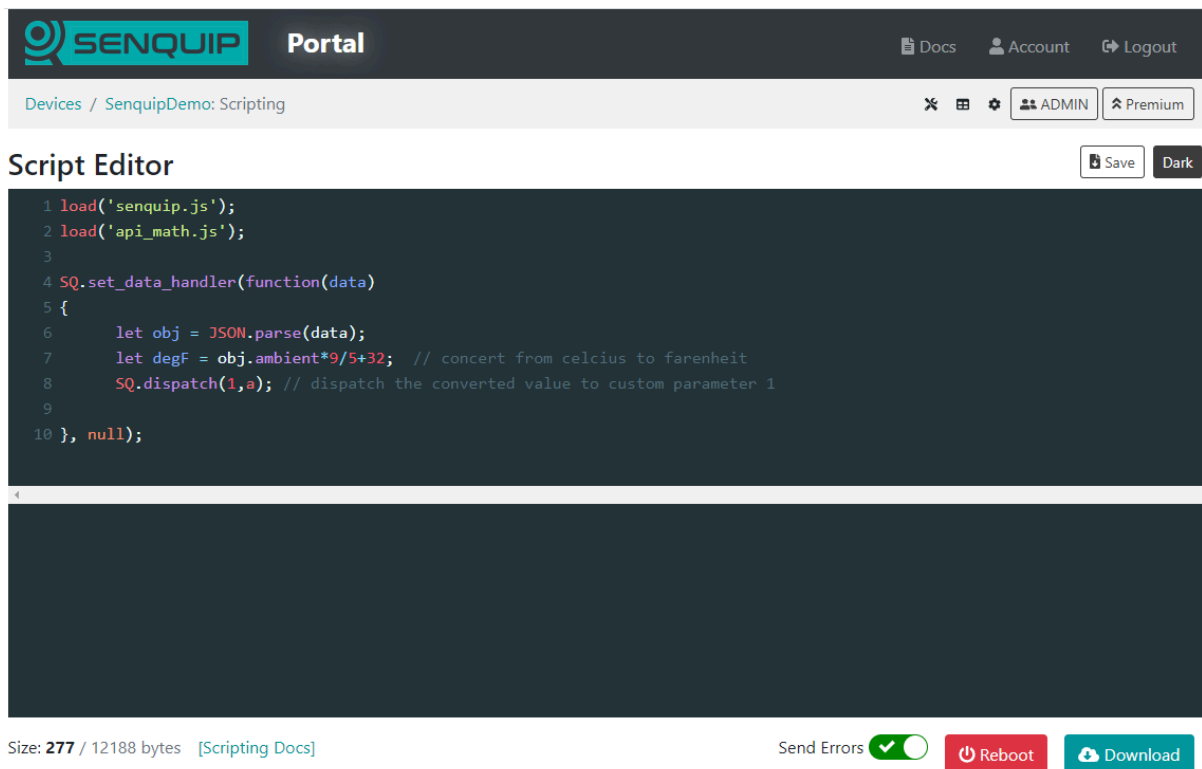 SENQUIP Portal Docs Account Logout
Devices / SenquipDemo: Scripting ADMIN Premium
Script Editor Save Dark
1 load('senquip.js');
2 load('api_math.js');
3
4 SQ.set_data_handler(function(data)
5 {
6 let obj = JSON.parse(data);
7 let degF = obj.ambient*9/5+32; // concert from celcius to farenheit
8 SQ.dispatch(1,a); // dispatch the converted value to custom parameter 1
9
10 }, null);
Size: 277 / 12188 bytes [Scripting Docs] Send Errors Reboot Download